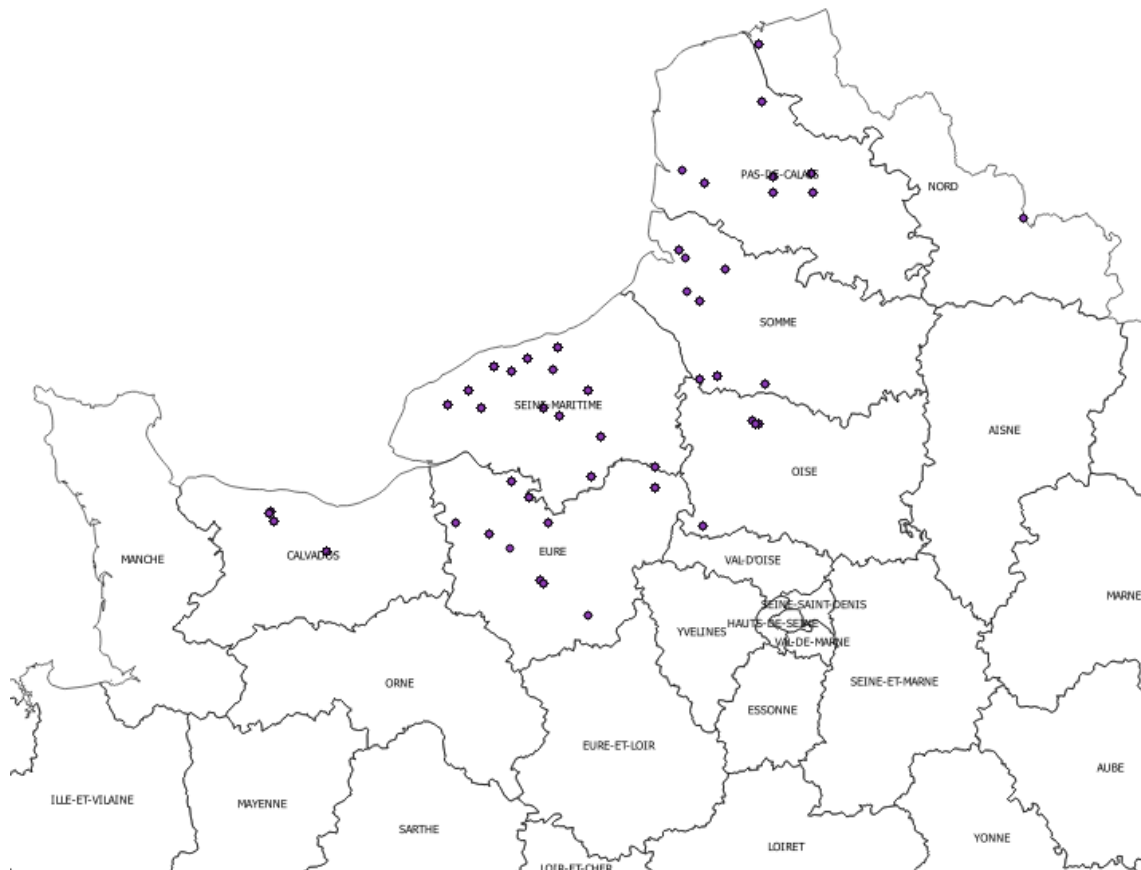 PAS-DE-CALAIS
NORD
SOMME
SEINE-MARITIME
AISNE
OISE
MANCHE
CALVADOS
EURE
VAL-D'OISE
MARNE
SEINE-SAINT-DENIS
HAUTS-DE-SEINE
YVELINES
VAL-DE-MARNE
ORNE
SEINE-ET-MARNE
ESSONNE
EURE-ET-LOIR
AUBE
ILLE-ET-VILAINE
MAYENNE
SARTHE
YONNE
LOIRET
LOIR-ET-CHER